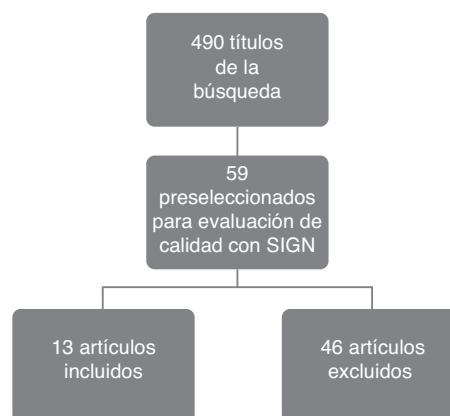 490 títulos
de la
búsqueda
59
preseleccionados
para evaluación de
calidad con SIGN
13 artículos
incluidos
46 artículos
excluidos